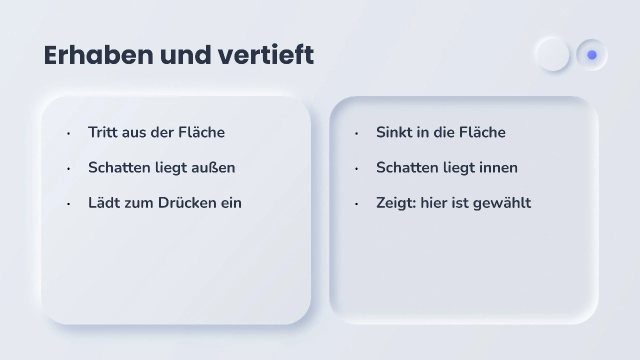 Erhaben und vertieft
· Tritt aus der Fläche
· Schatten liegt außen
· Lädt zum Drücken ein
· Sinkt in die Fläche
· Schatten liegt innen
· Zeigt: hier ist gewählt